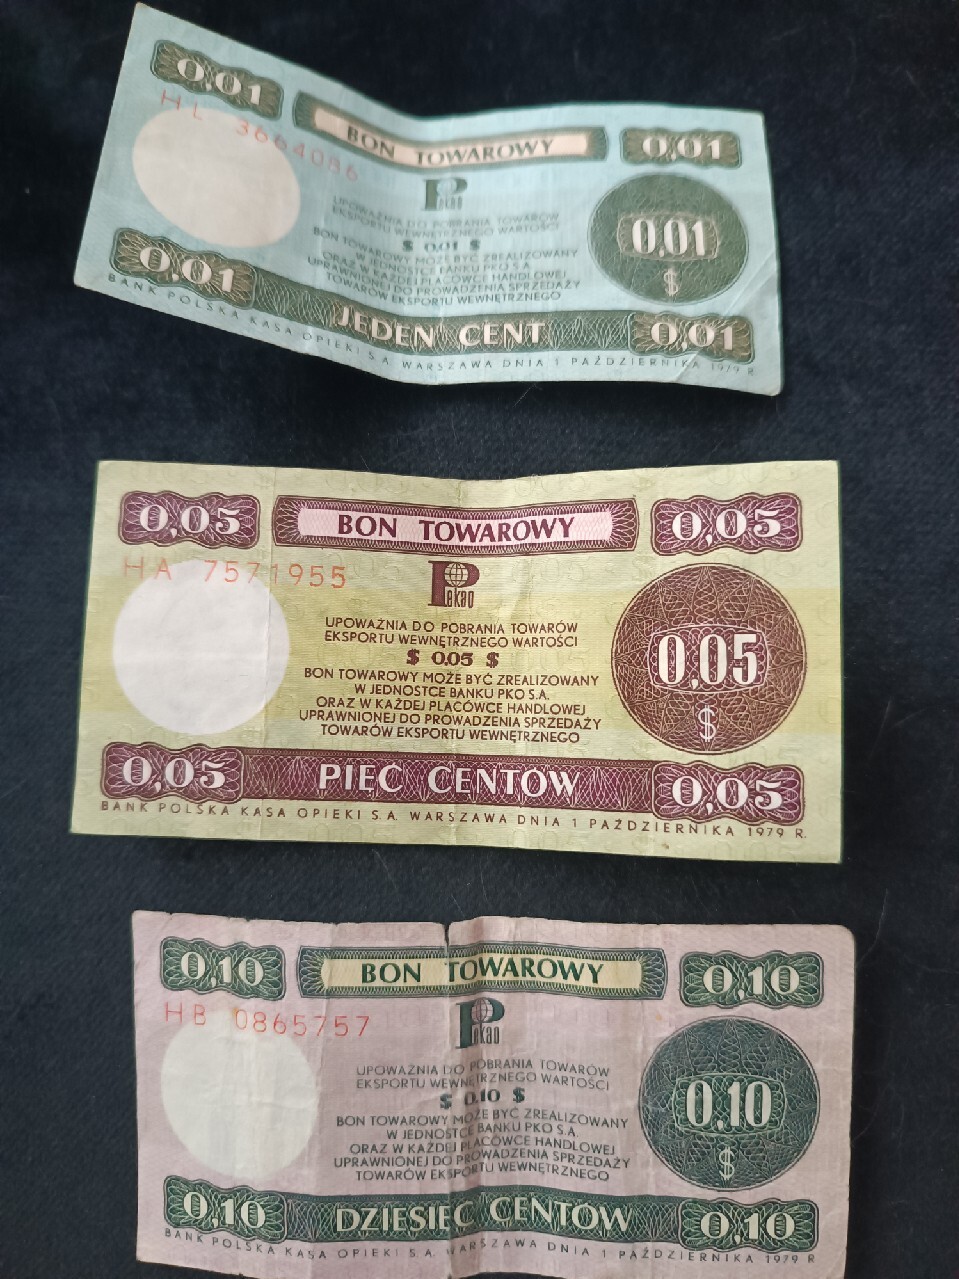 0,01 BON TOWAROWY 0,01
HL 3664086
Pekao
UPOWAŻNIA DO POBRANIA TOWARÓW
EKSPORTU WEWNĘTRZNEGO WARTOŚCI
$ 0,01 $
0,01
$
BON TOWAROWY MOŻE BYĆ ZREALIZOWANY
W JEDNOSTCE BANKU PKO S.A.
ORAZ W KAŻDEJ PLACÓWCE HANDLOWEJ
UPRAWNIONEJ DO PROWADZENIA SPRZEDAŻY
TOWARÓW EKSPORTU WEWNĘTRZNEGO
0,01 JEDEN CENT 0,01
BANK POLSKA KASA OPIEKI S.A. WARSZAWA DNIA 1 PAŹDZIERNIKA 1979 R
0,05 BON TOWAROWY 0,05
HA 7571955
Pekao
UPOWAŻNIA DO POBRANIA TOWARÓW
EKSPORTU WEWNĘTRZNEGO WARTOŚCI
$ 0,05 $
0,05
$
BON TOWAROWY MOŻE BYĆ ZREALIZOWANY
W JEDNOSTCE BANKU PKO S.A.
ORAZ W KAŻDEJ PLACÓWCE HANDLOWEJ
UPRAWNIONEJ DO PROWADZENIA SPRZEDAŻY
TOWARÓW EKSPORTU WEWNĘTRZNEGO
0,05 PIĘĆ CENTÓW 0,05
BANK POLSKA KASA OPIEKI S.A. WARSZAWA DNIA 1 PAŹDZIERNIKA 1979 R.
0,10 BON TOWAROWY 0,10
HB 0865757
Pekao
UPOWAŻNIA DO POBRANIA TOWARÓW
EKSPORTU WEWNĘTRZNEGO WARTOŚCI
$ 0,10 $
0,10
$
BON TOWAROWY MOŻE BYĆ ZREALIZOWANY
W JEDNOSTCE BANKU PKO S.A.
ORAZ W KAŻDEJ PLACÓWCE HANDLOWEJ
UPRAWNIONEJ DO PROWADZENIA SPRZEDAŻY
TOWARÓW EKSPORTU WEWNĘTRZNEGO
0,10 DZIESIĘĆ CENTÓW 0,10
BANK POLSKA KASA OPIEKI S.A. WARSZAWA DNIA 1 PAŹDZIERNIKA 1979 R